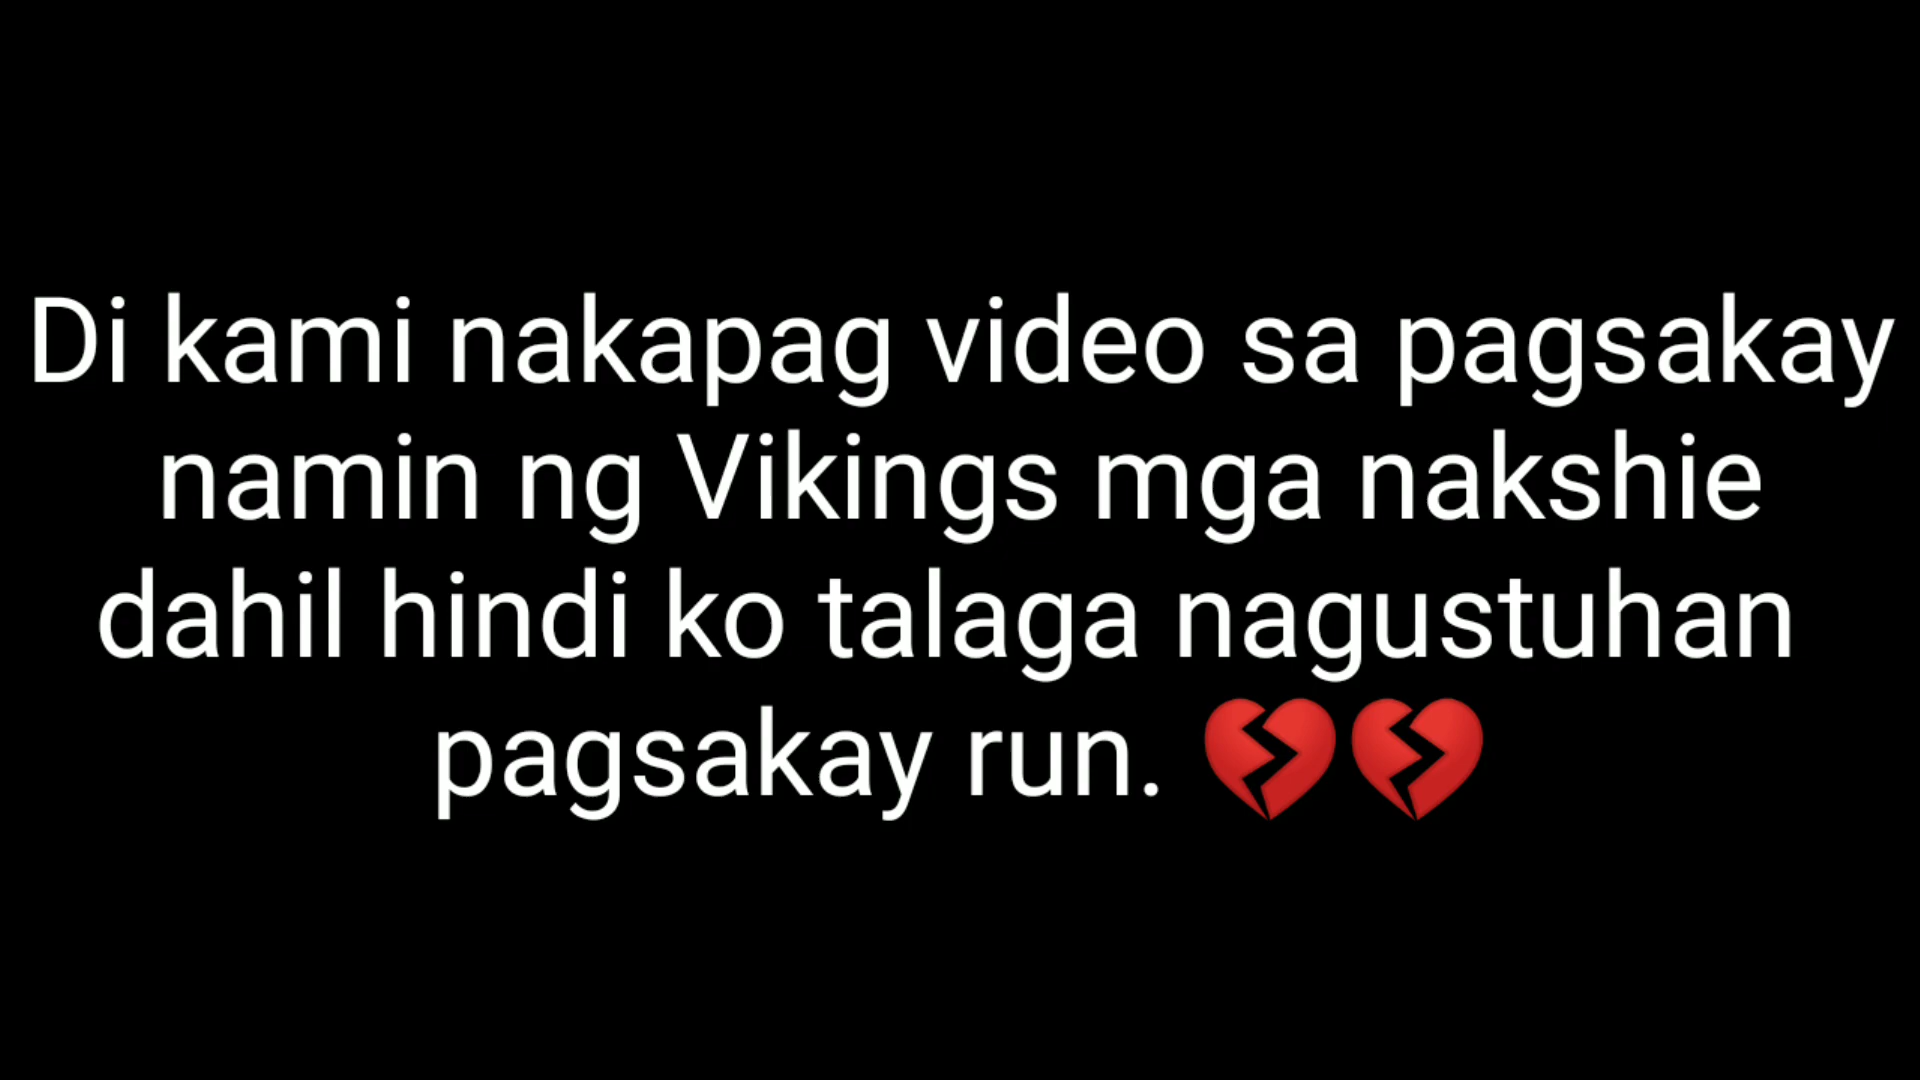 Di kami nakapag video sa pagsakay
namin ng Vikings mga nakshie
dahil hindi ko talaga nagustuhan
pagsakay run. 💔💔